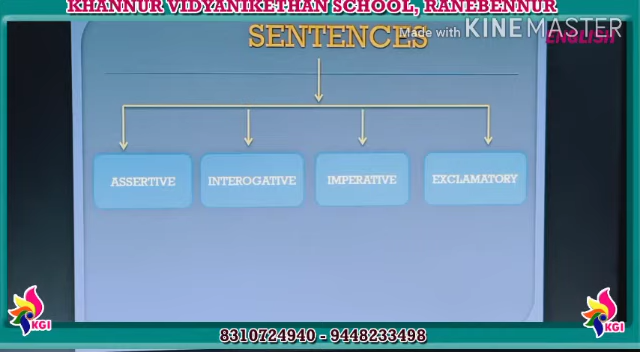 KHANNUR VIDYANIKETHAN SCHOOL, RANEBENNUR
SENTENCES
Made with KINEMASTER
ENGLISH
ASSERTIVE
INTEROGATIVE
IMPERATIVE
EXCLAMATORY
KGI
KGI
8310724940 - 9448233498